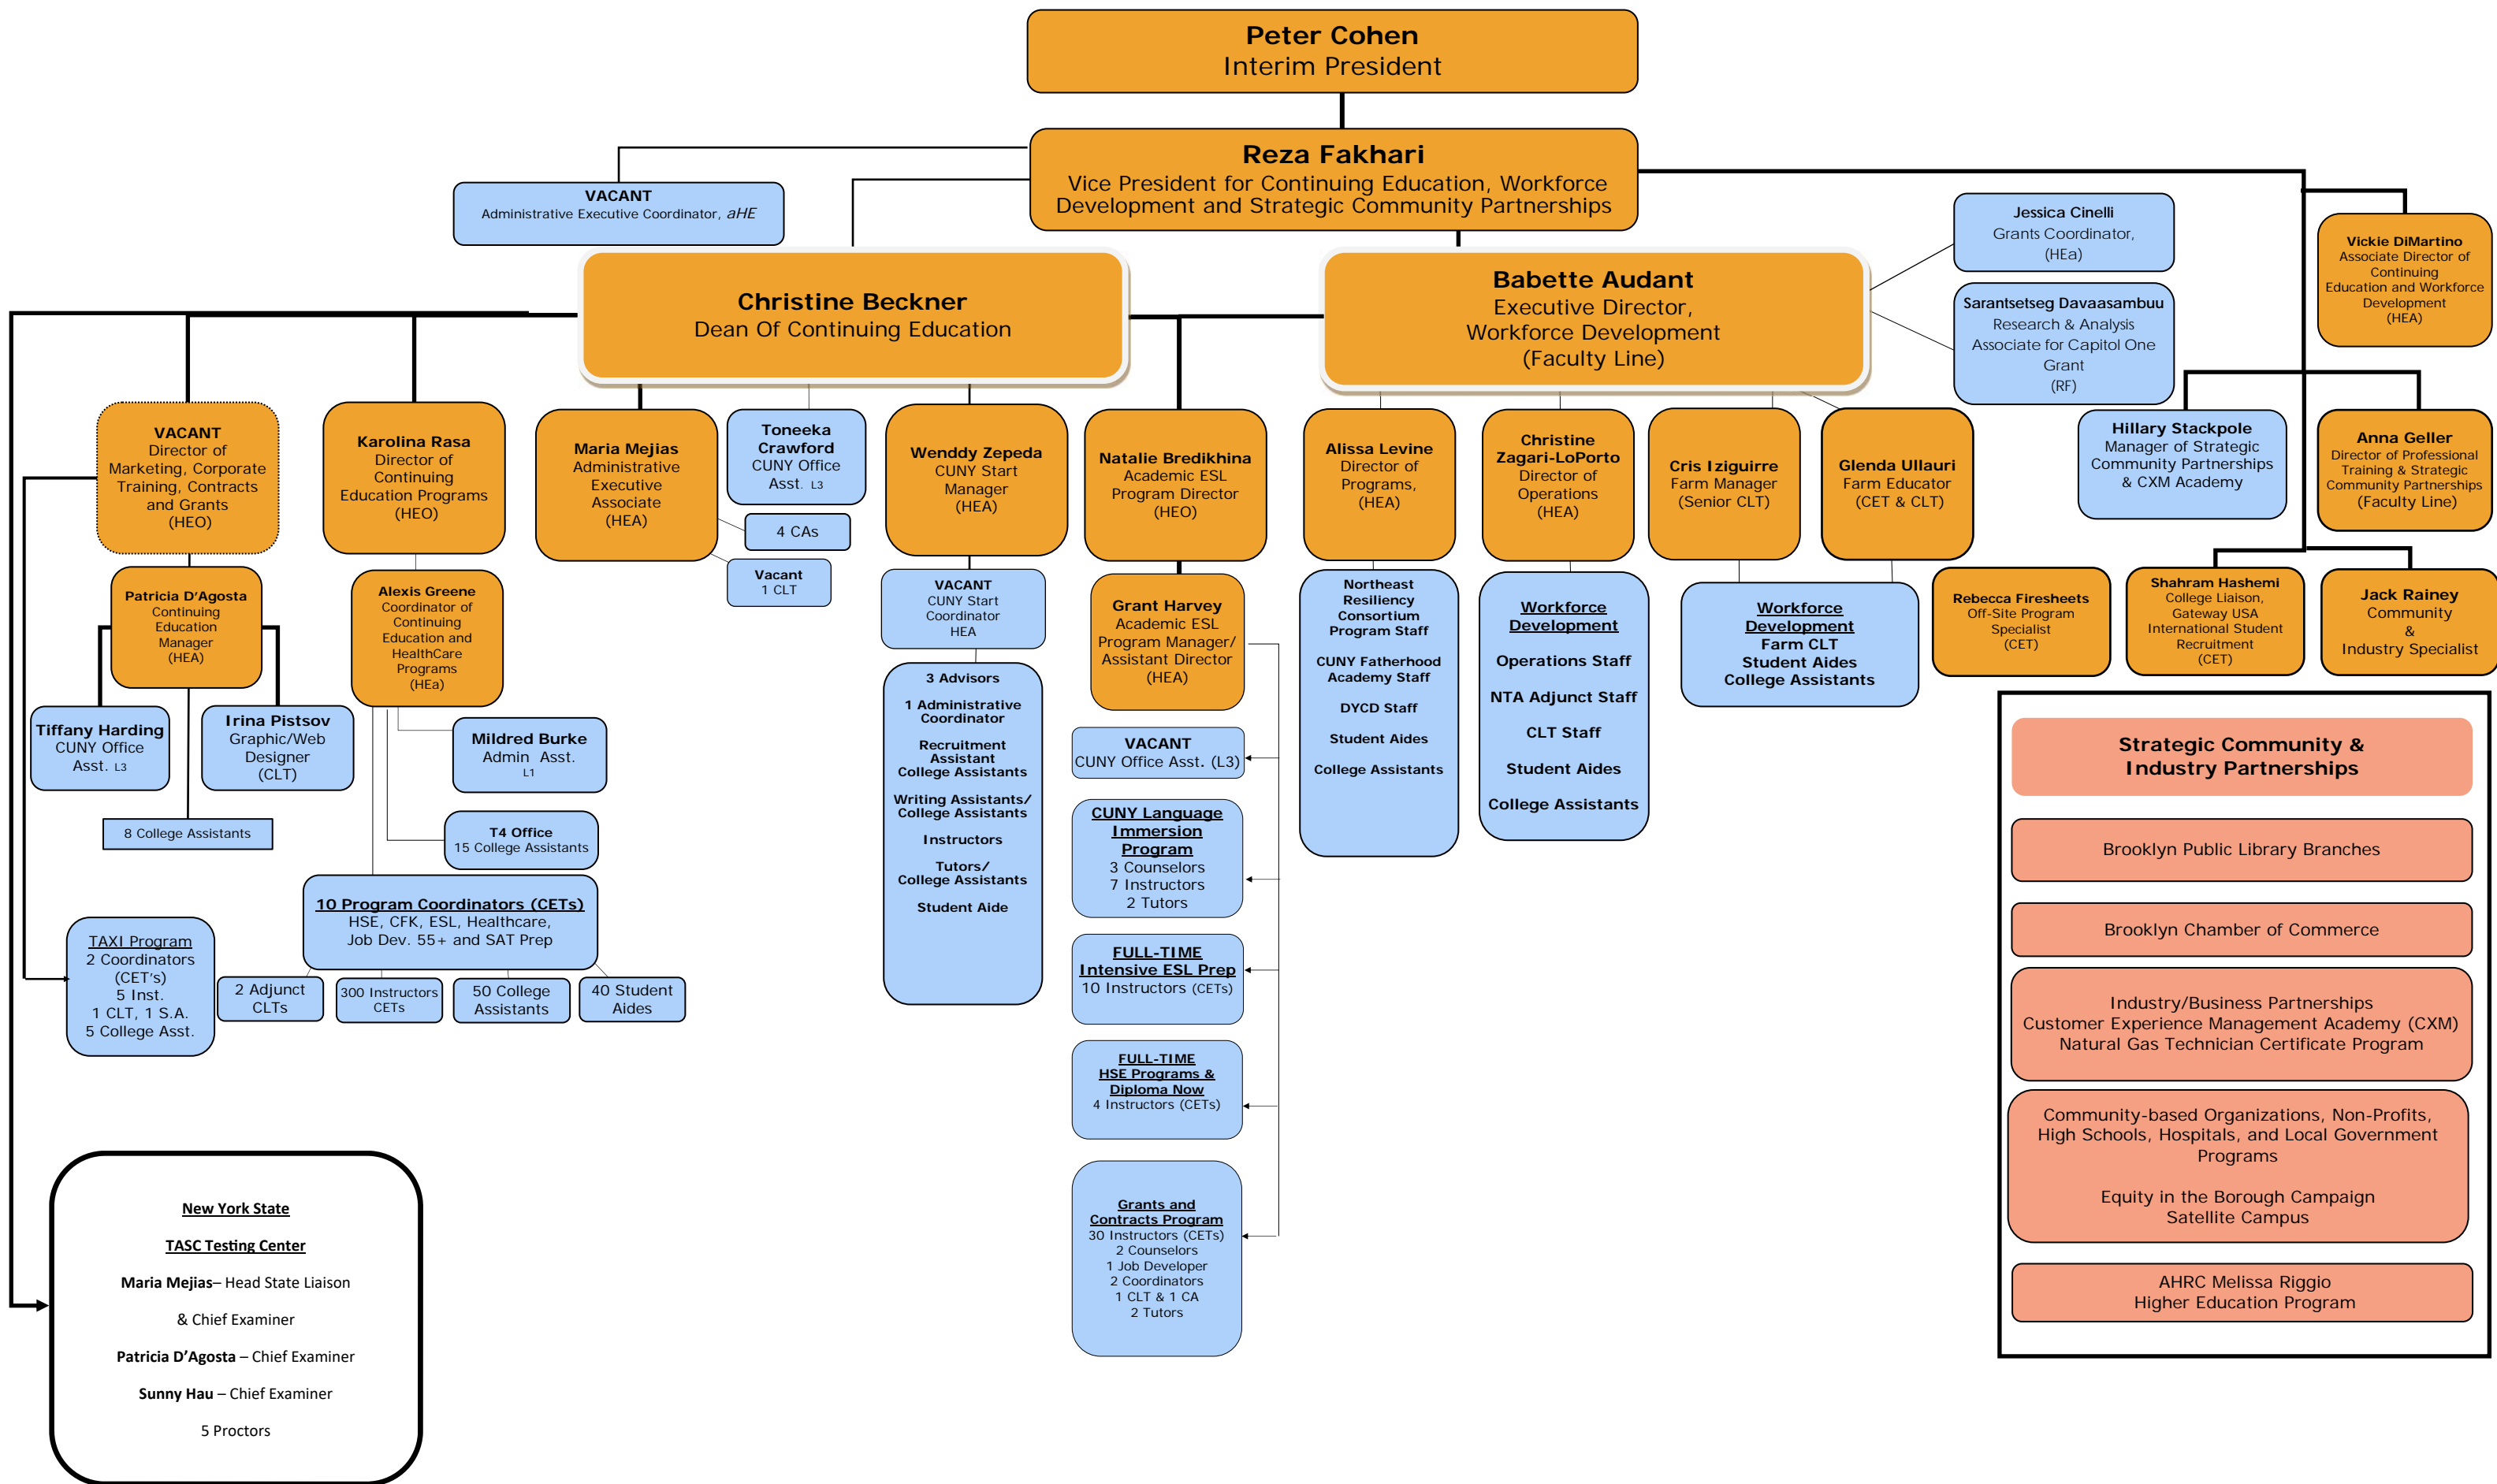 Peter Cohen
Interim President
Reza Fakhari
Vice President for Continuing Education, Workforce
Development and Strategic Community Partnerships
VACANT
Administrative Executive Coordinator, aHE
Jessica Cinelli
Grants Coordinator,
(HEa)
Vickie DiMartino
Associate Director of
Continuing
Education and Workforce
Development
(HEA)
Christine Beckner
Dean Of Continuing Education
Babette Audant
Executive Director,
Workforce Development
(Faculty Line)
Sarantsetseg Davaasambuu
Research & Analysis
Associate for Capitol One
Grant
(RF)
VACANT
Director of
Marketing, Corporate
Training, Contracts
and Grants
(HEO)
Karolina Rasa
Director of
Continuing
Education Programs
(HEO)
Maria Mejias
Administrative
Executive
Associate
(HEA)
Toneeka
Crawford
CUNY Office
Asst. L3
4 CAs
Vacant
1 CLT
Wenddy Zepeda
CUNY Start
Manager
(HEA)
Natalie Bredikhina
Academic ESL
Program Director
(HEO)
Alissa Levine
Director of
Programs,
(HEA)
Christine
Zagari-LoPorto
Director of
Operations
(HEA)
Cris Iziguirre
Farm Manager
(Senior CLT)
Glenda Ullauri
Farm Educator
(CET & CLT)
Hillary Stackpole
Manager of Strategic
Community Partnerships
& CXM Academy
Anna Geller
Director of Professional
Training & Strategic
Community Partnerships
(Faculty Line)
Patricia D’Agosta
Continuing
Education
Manager
(HEA)
Alexis Greene
Coordinator of
Continuing
Education and
HealthCare
Programs
(HEa)
VACANT
CUNY Start
Coordinator
HEA
Grant Harvey
Academic ESL
Program Manager/
Assistant Director
(HEA)
Northeast
Resiliency
Consortium
Program Staff
CUNY Fatherhood
Academy Staff
DYCD Staff
Student Aides
College Assistants
Workforce
Development
Operations Staff
NTA Adjunct Staff
CLT Staff
Student Aides
College Assistants
Workforce
Development
Farm CLT
Student Aides
College Assistants
Rebecca Firesheets
Off-Site Program
Specialist
(CET)
Shahram Hashemi
College Liaison,
Gateway USA
International Student
Recruitment
(CET)
Jack Rainey
Community
&
Industry Specialist
Tiffany Harding
CUNY Office
Asst. L3
Irina Pistsov
Graphic/Web
Designer
(CLT)
8 College Assistants
Mildred Burke
Admin Asst.
L1
T4 Office
15 College Assistants
10 Program Coordinators (CETs)
HSE, CFK, ESL, Healthcare,
Job Dev. 55+ and SAT Prep
2 Adjunct
CLTs
300 Instructors
CETs
50 College
Assistants
40 Student
Aides
TAXI Program
2 Coordinators
(CET's)
5 Inst.
1 CLT, 1 S.A.
5 College Asst.
3 Advisors
1 Administrative
Coordinator
Recruitment
Assistant
College Assistants
Writing Assistants/
College Assistants
Instructors
Tutors/
College Assistants
Student Aide
VACANT
CUNY Office Asst. (L3)
CUNY Language
Immersion
Program
3 Counselors
7 Instructors
2 Tutors
FULL-TIME
Intensive ESL Prep
10 Instructors (CETs)
FULL-TIME
HSE Programs &
Diploma Now
4 Instructors (CETs)
Grants and
Contracts Program
30 Instructors (CETs)
2 Counselors
1 Job Developer
2 Coordinators
1 CLT & 1 CA
2 Tutors
Strategic Community &
Industry Partnerships
Brooklyn Public Library Branches
Brooklyn Chamber of Commerce
Industry/Business Partnerships
Customer Experience Management Academy (CXM)
Natural Gas Technician Certificate Program
Community-based Organizations, Non-Profits,
High Schools, Hospitals, and Local Government
Programs
Equity in the Borough Campaign
Satellite Campus
AHRC Melissa Riggio
Higher Education Program
New York State
TASC Testing Center
Maria Mejias– Head State Liaison
& Chief Examiner
Patricia D’Agosta – Chief Examiner
Sunny Hau – Chief Examiner
5 Proctors